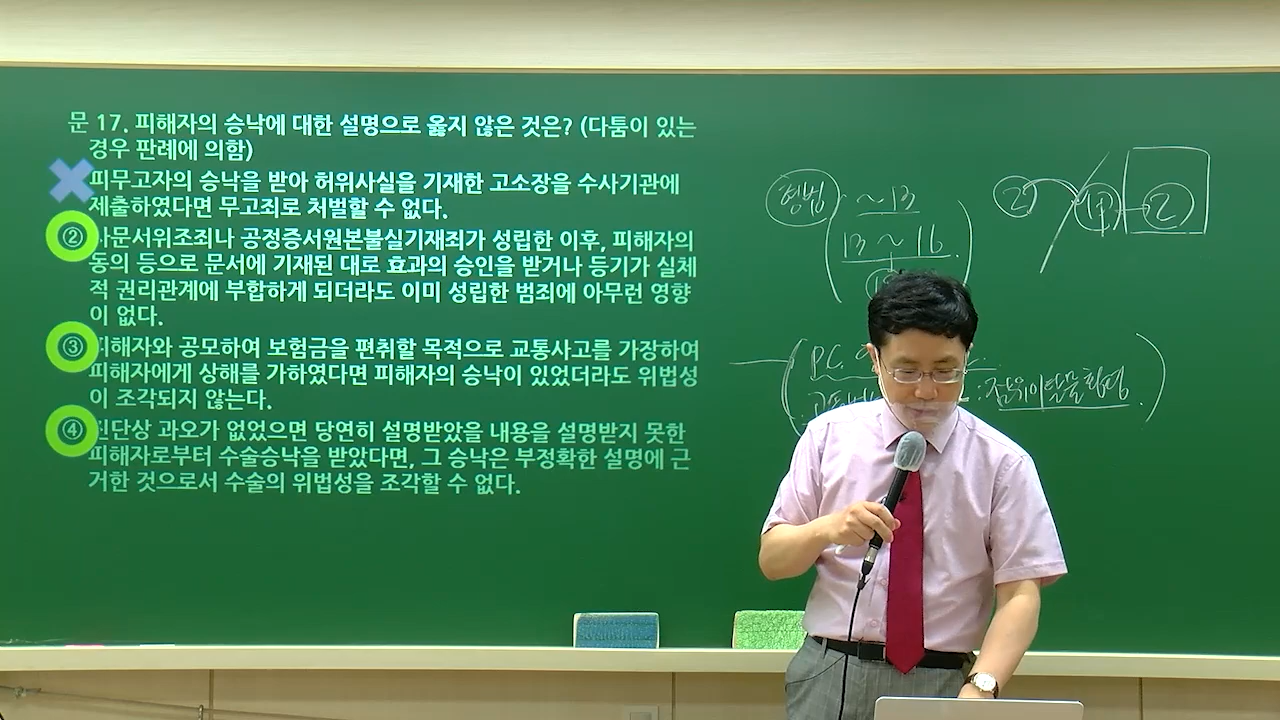 문 17. 피해자의 승낙에 대한 설명으로 옳지 않은 것은? (다툼이 있는
경우 판례에 의함)
피무고자의 승낙을 받아 허위사실을 기재한 고소장을 수사기관에
제출하였다면 무고죄로 처벌할 수 없다.
② 사문서위조죄나 공정증서원본불실기재죄가 성립한 이후, 피해자의
동의 등으로 문서에 기재된 대로 효과의 승인을 받거나 등기가 실체
적 권리관계에 부합하게 되더라도 이미 성립한 범죄에 아무런 영향
이 없다.
③ 피해자와 공모하여 보험금을 편취할 목적으로 교통사고를 가장하여
피해자에게 상해를 가하였다면 피해자의 승낙이 있었더라도 위법성
이 조각되지 않는다.
④ 진단상 과오가 없었으면 당연히 설명받았을 내용을 설명받지 못한
피해자로부터 수술승낙을 받았다면, 그 승낙은 부정확한 설명에 근
거한 것으로서 수술의 위법성을 조각할 수 없다.
형법 : ~13
13 ~ 16
PC
: 점유이탈물횡령